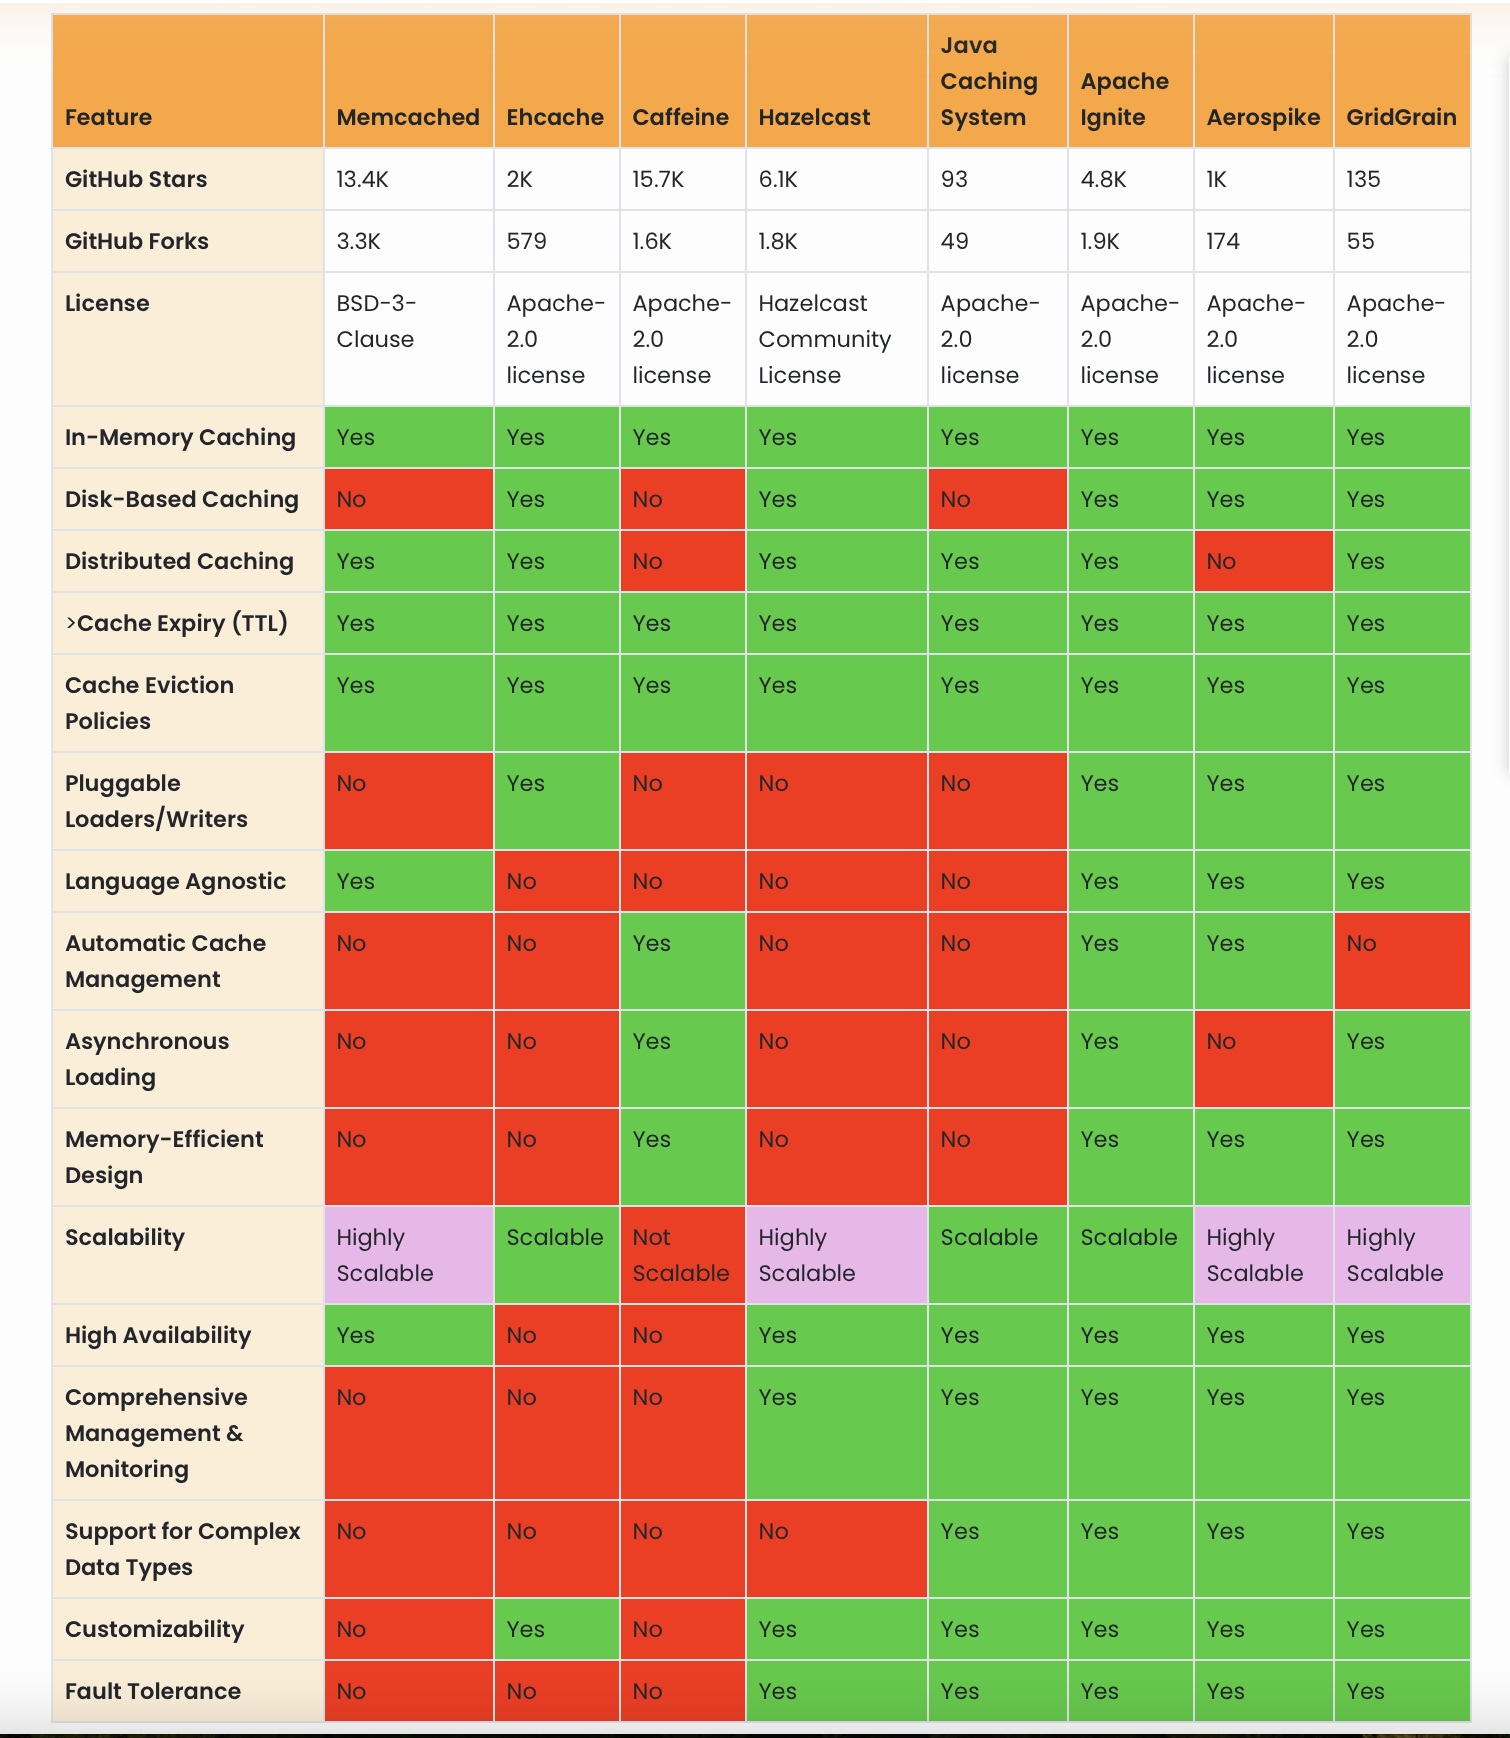 Feature Memcached Ehcache Caffeine Hazelcast Java Caching System Apache Ignite Aerospike GridGrain
GitHub Stars 13.4K 2K 15.7K 6.1K 93 4.8K 1K 135
GitHub Forks 3.3K 579 1.6K 1.8K 49 1.9K 174 55
License BSD-3-Clause Apache-2.0 license Apache-2.0 license Hazelcast Community License Apache-2.0 license Apache-2.0 license Apache-2.0 license Apache-2.0 license
In-Memory Caching Yes Yes Yes Yes Yes Yes Yes Yes
Disk-Based Caching No Yes No Yes No Yes Yes Yes
Distributed Caching Yes Yes No Yes Yes Yes No Yes
>Cache Expiry (TTL) Yes Yes Yes Yes Yes Yes Yes Yes
Cache Eviction Policies Yes Yes Yes Yes Yes Yes Yes Yes
Pluggable Loaders/Writers No Yes No No No Yes Yes Yes
Language Agnostic Yes No No No No Yes Yes Yes
Automatic Cache Management No No Yes No No Yes Yes No
Asynchronous Loading No No Yes No No Yes No Yes
Memory-Efficient Design No No Yes No No Yes Yes Yes
Scalability Highly Scalable Scalable Not Scalable Highly Scalable Scalable Scalable Highly Scalable Highly Scalable
High Availability Yes No No Yes Yes Yes Yes Yes
Comprehensive Management & Monitoring No No No Yes Yes Yes Yes Yes
Support for Complex Data Types No No No No Yes Yes Yes Yes
Customizability No Yes No Yes Yes Yes Yes Yes
Fault Tolerance No No No Yes Yes Yes Yes Yes